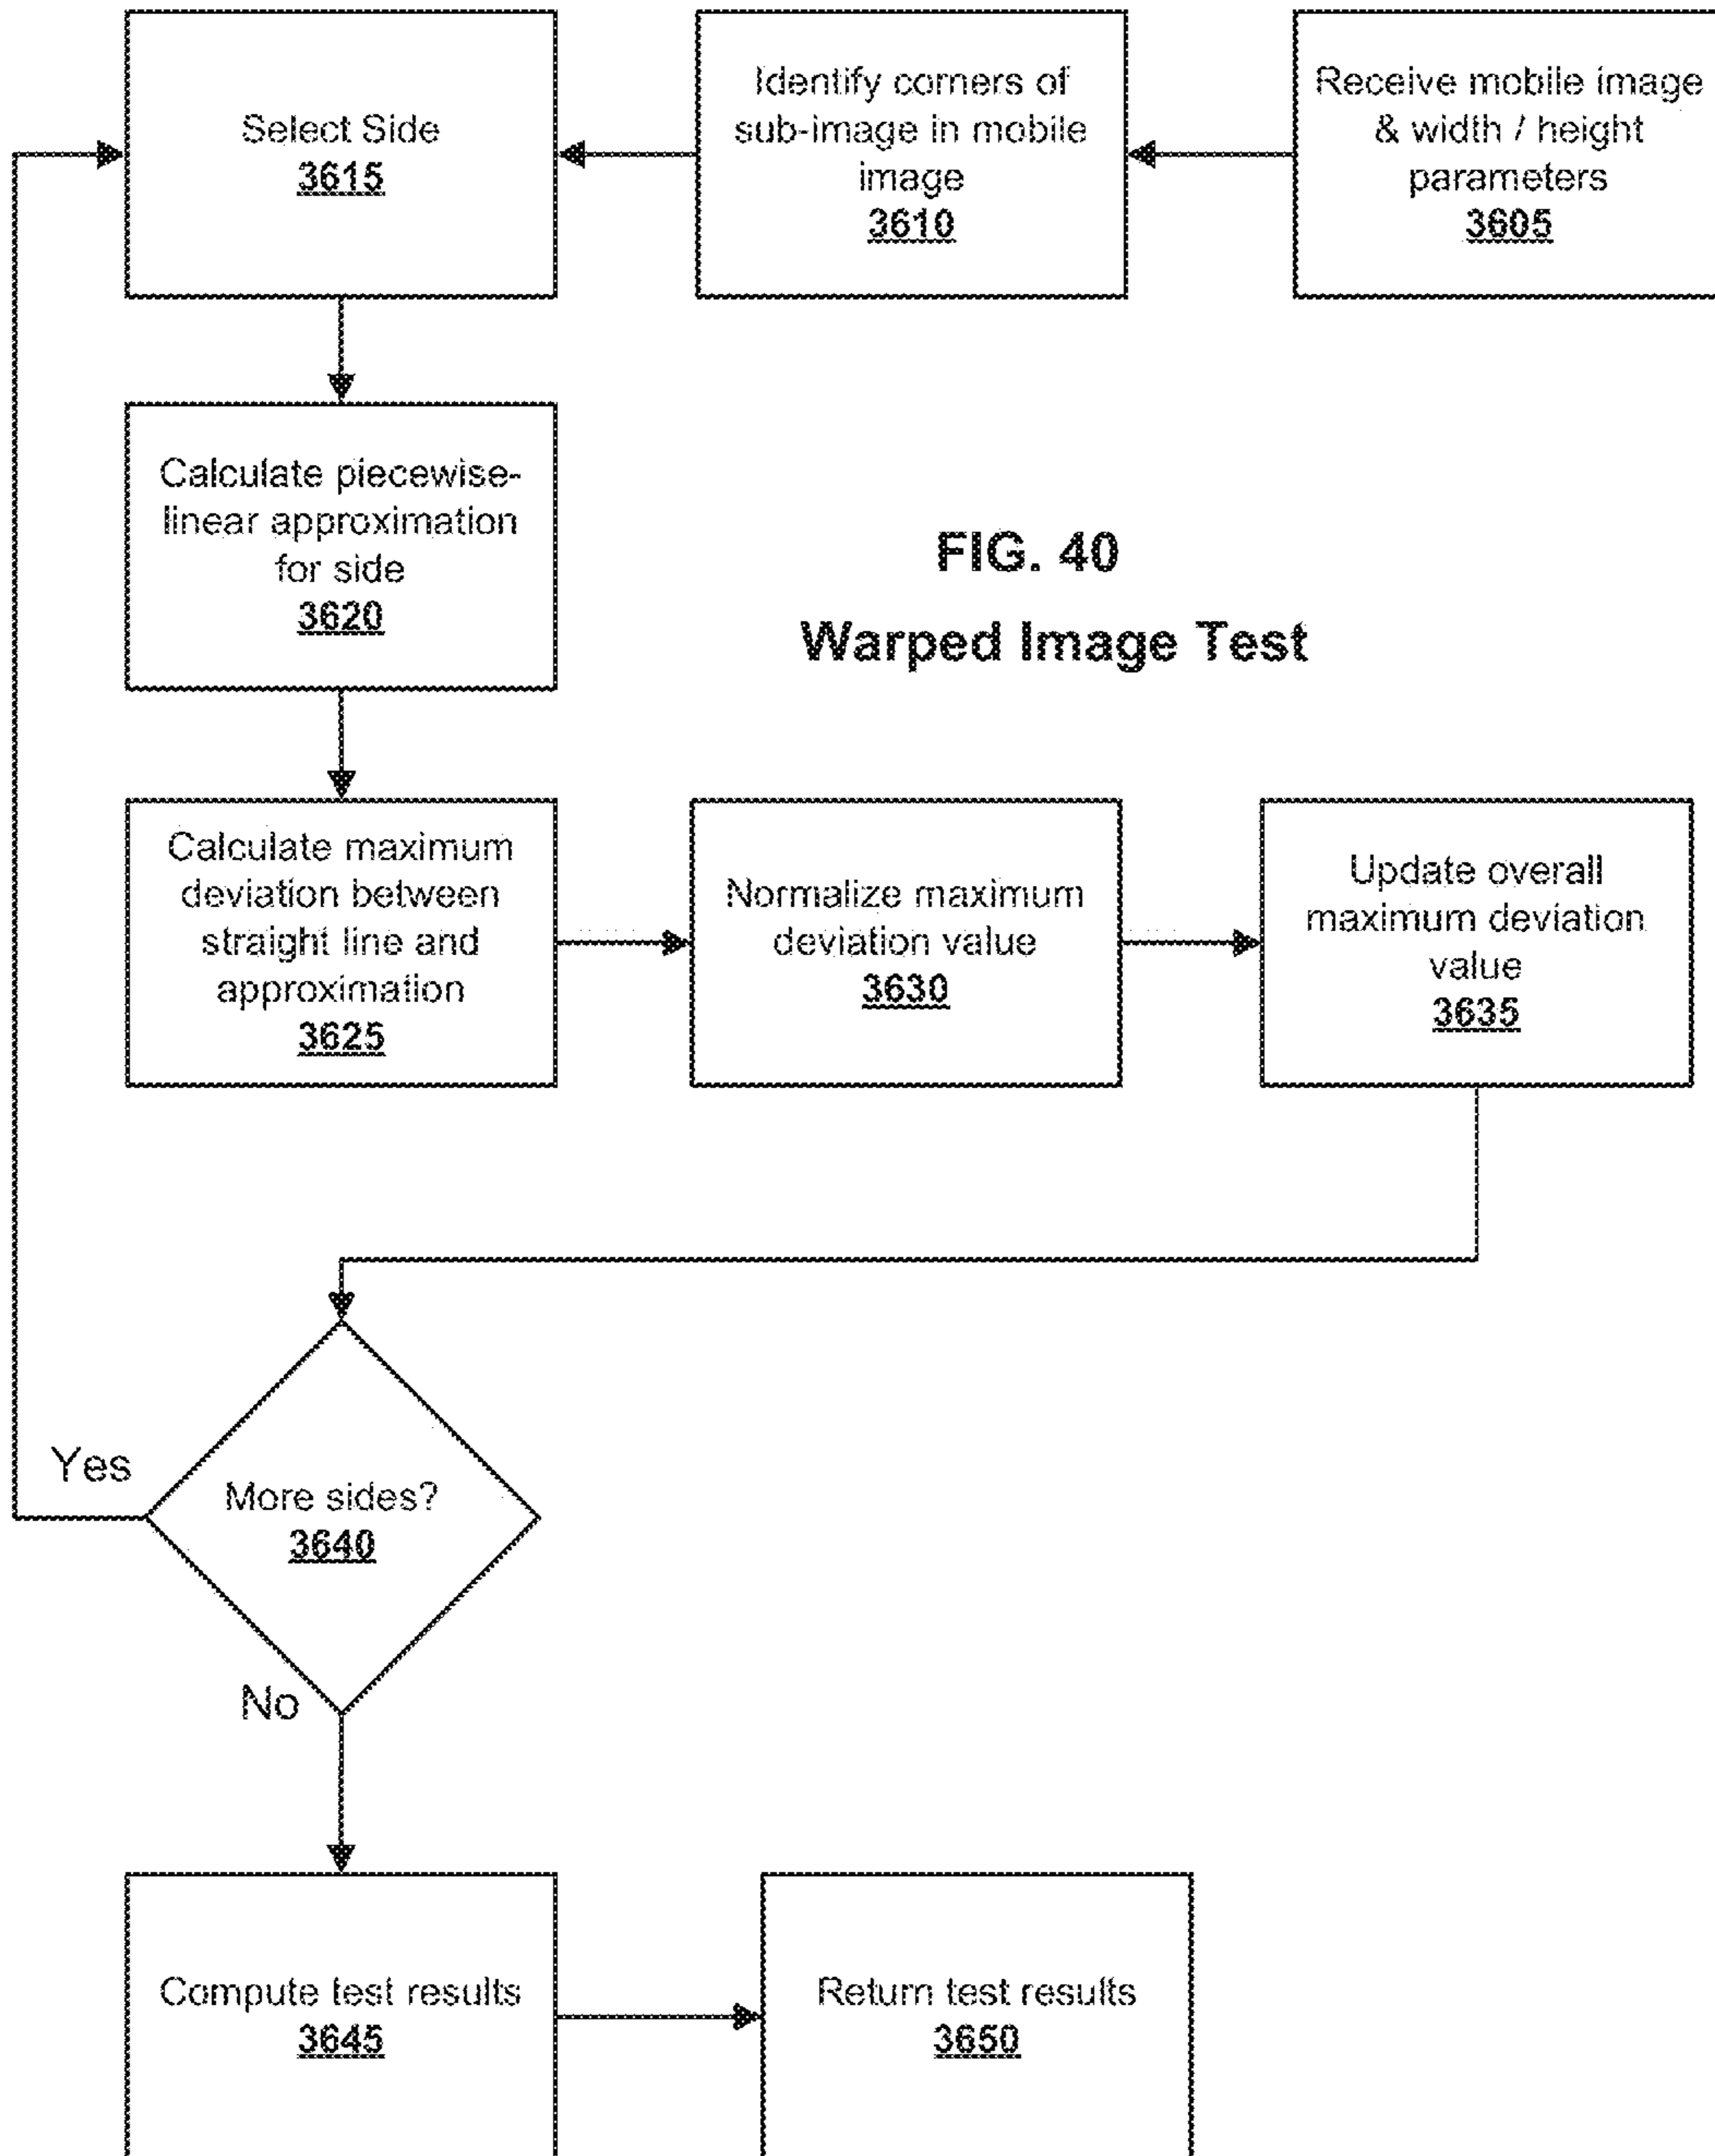 Receive mobile image
& width / height
parameters
3605
Identify corners of
sub-image in mobile
image
3610
Select Side
3615
Calculate piecewise-
linear approximation
for side
3620
FIG. 40
Warped Image Test
Calculate maximum
deviation between
straight line and
approximation
3625
Normalize maximum
deviation value
3630
Update overall
maximum deviation
value
3635
More sides?
3640
Yes
No
Compute test results
3645
Return test results
3650